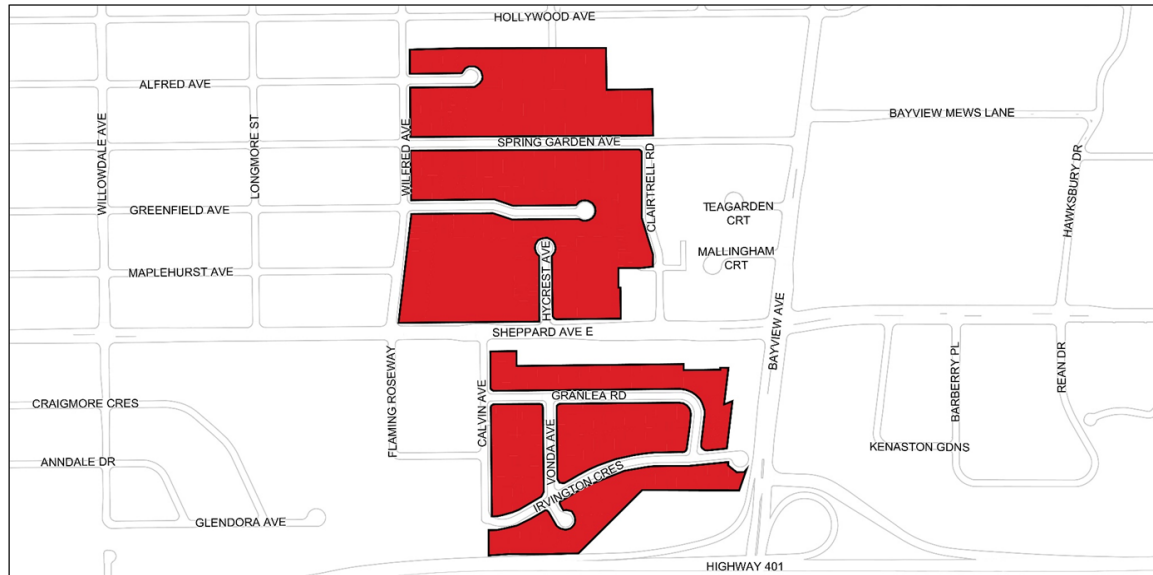 HOLLYWOOD AVE
ALFRED AVE
BAYVIEW MEWS LANE
SPRING GARDEN AVE
WILLOWDALE AVE
LONGMORE ST
WILFRED AVE
CLAIRTRELL RD
HAWKSBURY DR
GREENFIELD AVE
TEAGARDEN
CRT
MAPLEHURST AVE
HYCREST AVE
MALLINGHAM
CRT
SHEPPARD AVE E
BAYVIEW AVE
FLAMING ROSEWAY
CALVIN AVE
GRANLEA RD
BARBERRY PL
REAN DR
CRAIGMORE CRES
VONDA AVE
KENASTON GDNS
ANNDALE DR
IRVINGTON CRES
GLENDORA AVE
HIGHWAY 401